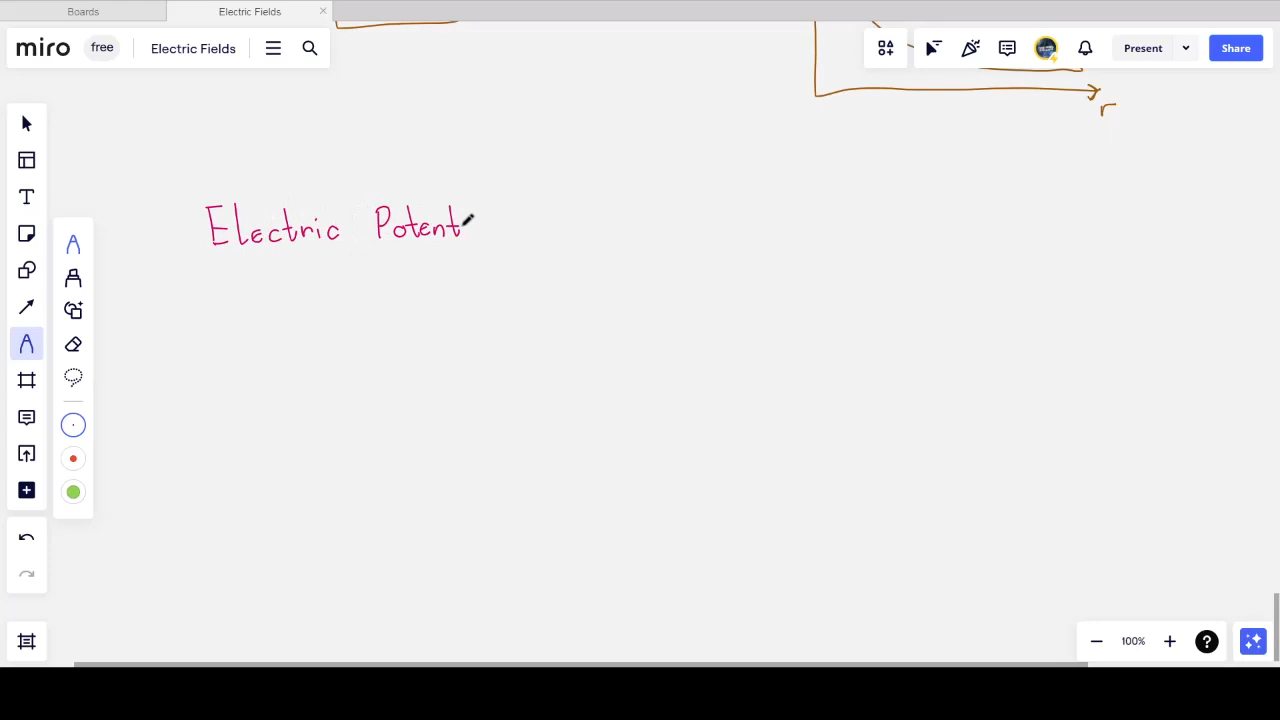 Boards
Electric Fields
miro
free
Electric Fields
Present
Share
r
Electric Potent
100%